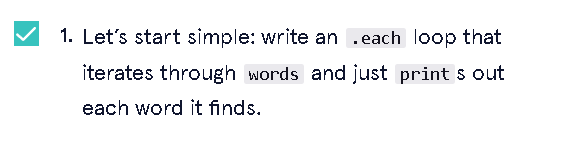 1. Let's start simple: write an .each loop that
iterates through words and just prints out
each word it finds.